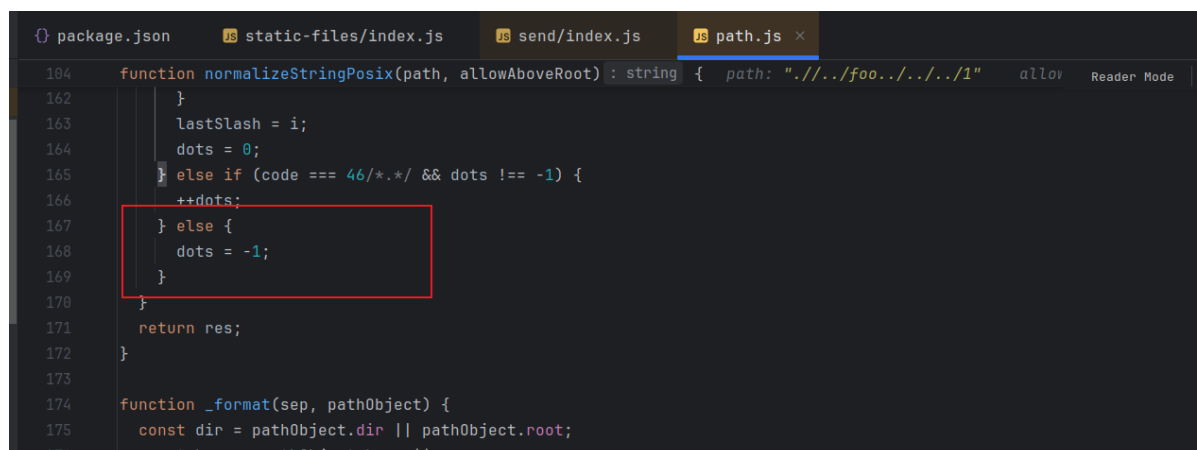 {} package.json JS static-files/index.js JS send/index.js JS path.js ×
104 function normalizeStringPosix(path, allowAboveRoot) : string { path: ".//../foo../../../1" allow Reader Mode
162 }
163 lastSlash = i;
164 dots = 0;
165 } else if (code === 46/*.*/ && dots !== -1) {
166 ++dots;
167 } else {
168 dots = -1;
169 }
170 }
171 return res;
172 }
173
174 function _format(sep, pathObject) {
175 const dir = pathObject.dir || pathObject.root;